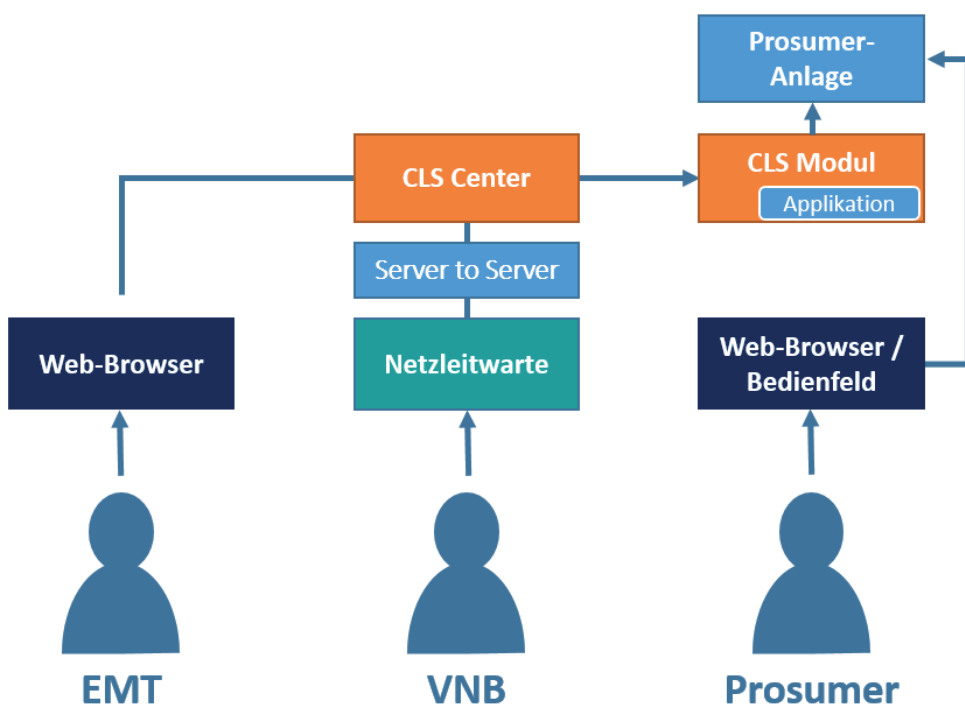 Prosumer-
Anlage
CLS Center
CLS Modul
Applikation
Server to Server
Web-Browser
Netzleitwarte
Web-Browser /
Bedienfeld
EMT
VNB
Prosumer